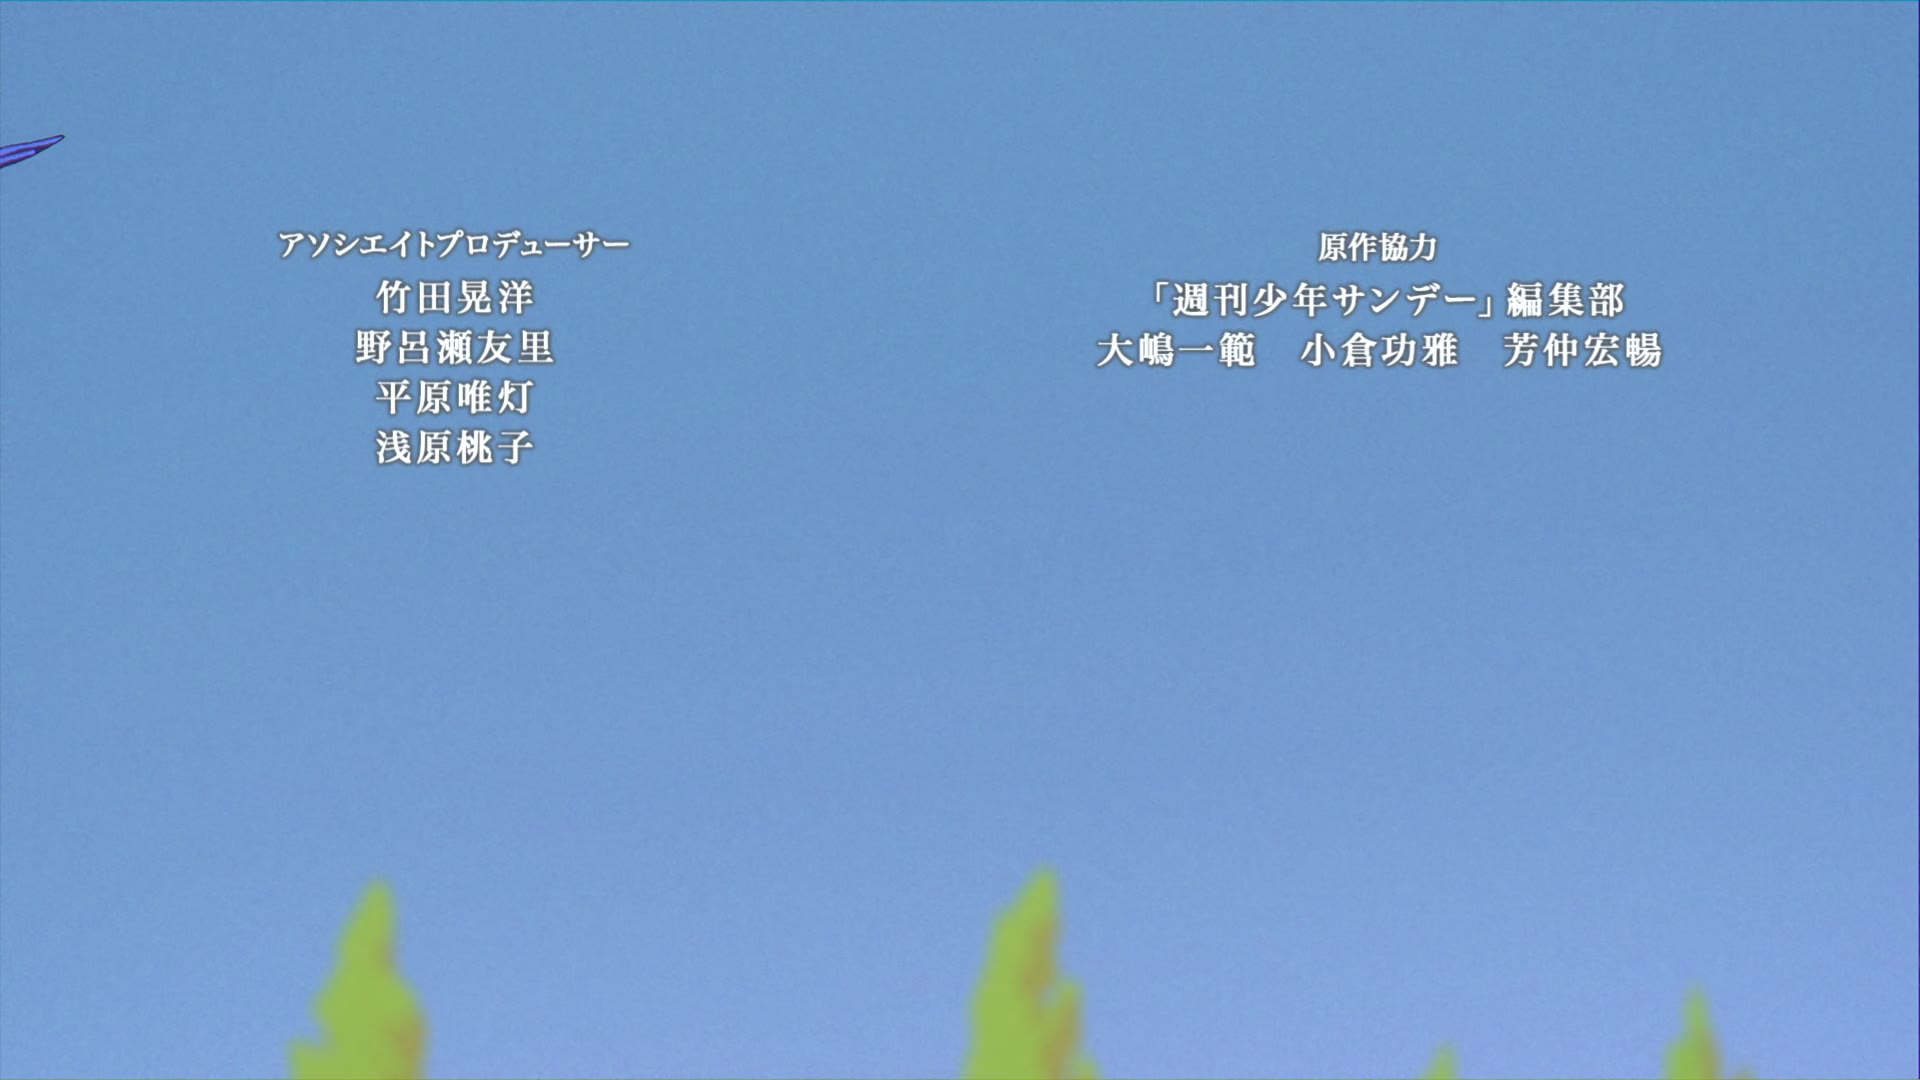 アソシエイトプロデューサー
竹田晃洋
野呂瀬友里
平原唯灯
浅原桃子
原作協力
「週刊少年サンデー」編集部
大嶋一範　小倉功雅　芳仲宏暢